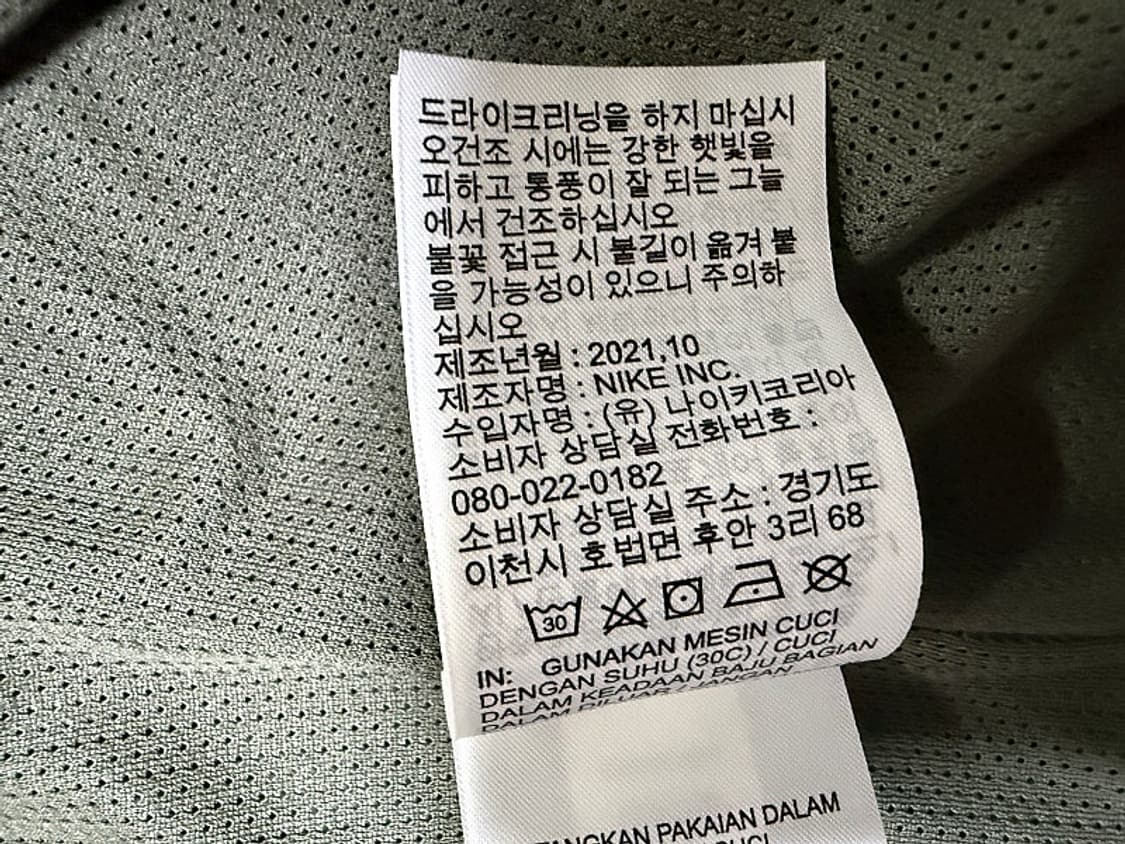 드라이크리닝을 하지 마십시
오건조 시에는 강한 햇빛을
피하고 통풍이 잘 되는 그늘
에서 건조하십시오
불꽃 접근 시 불길이 옮겨 붙
을 가능성이 있으니 주의하
십시오
제조년월 : 2021.10
제조자명 : NIKE INC.
수입자명 : (유) 나이키코리아
소비자 상담실 전화번호 :
080-022-0182
소비자 상담실 주소 : 경기도
이천시 호법면 후안 3리 68
30
IN: GUNAKAN MESIN CUCI
DENGAN SUHU (30C) / CUCI
DALAM KEADAAN BAJU BAGIAN
DALAM DILUAR / JANGAN
PAKAIAN DALAM